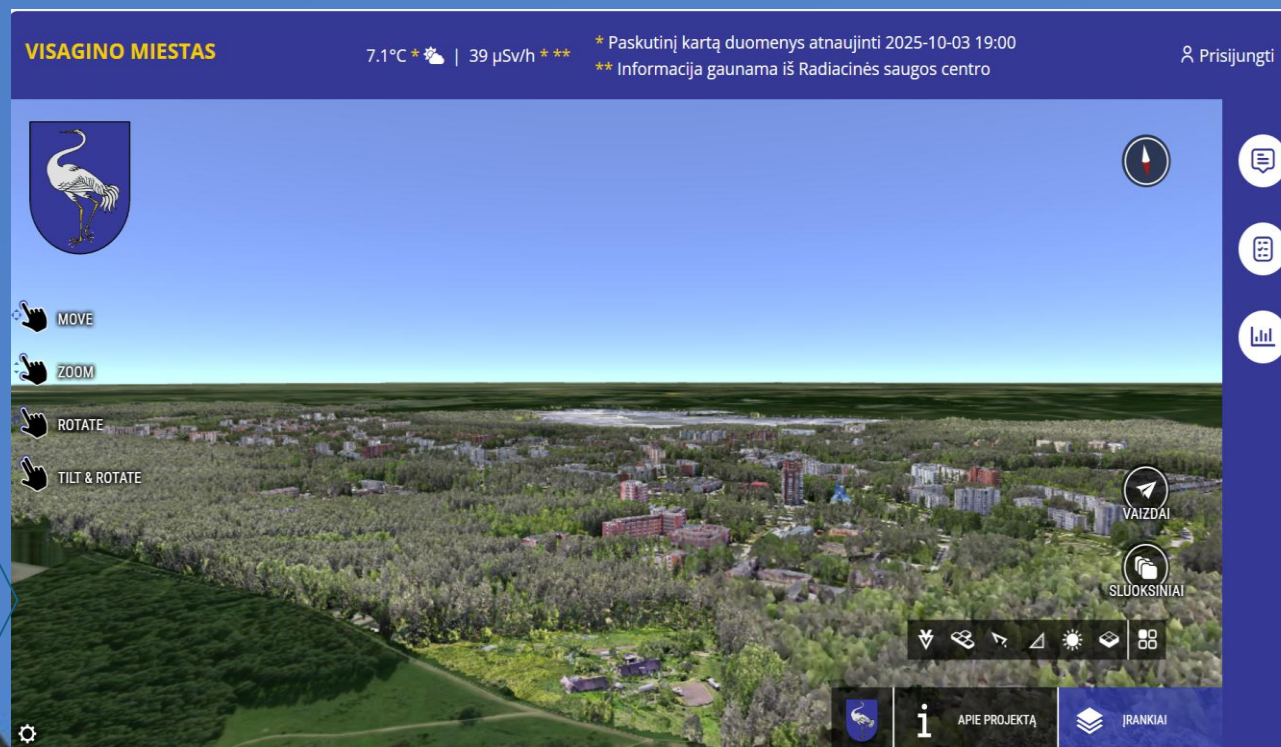 VISAGINO MIESTAS
7.1°C * | 39 µSv/h * **
* Paskutinį kartą duomenys atnaujinti 2025-10-03 19:00
** Informacija gaunama iš Radiacinės saugos centro
Prisijungti
MOVE
ZOOM
ROTATE
TILT & ROTATE
VAIZDAI
SLUOKSINIAI
APIE PROJEKTĄ
ĮRANKIAI